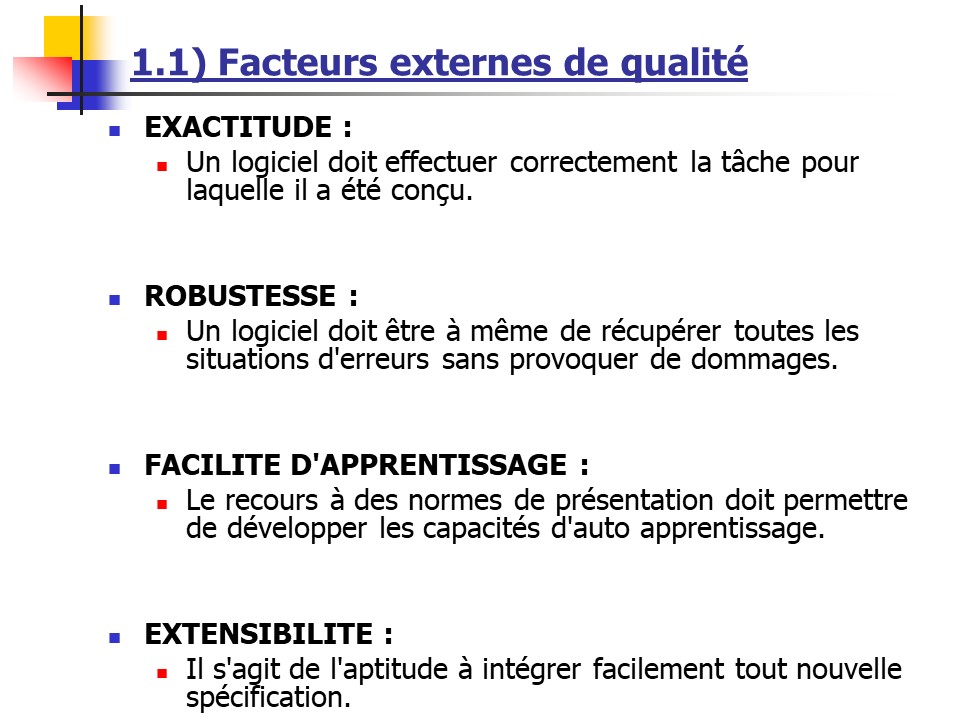 1.1) Facteurs externes de qualité
EXACTITUDE :
Un logiciel doit effectuer correctement la tâche pour
laquelle il a été conçu.
ROBUSTESSE :
Un logiciel doit être à même de récupérer toutes les
situations d'erreurs sans provoquer de dommages.
FACILITE D'APPRENTISSAGE :
Le recours à des normes de présentation doit permettre
de développer les capacités d'auto apprentissage.
EXTENSIBILITE :
Il s'agit de l'aptitude à intégrer facilement tout nouvelle
spécification.